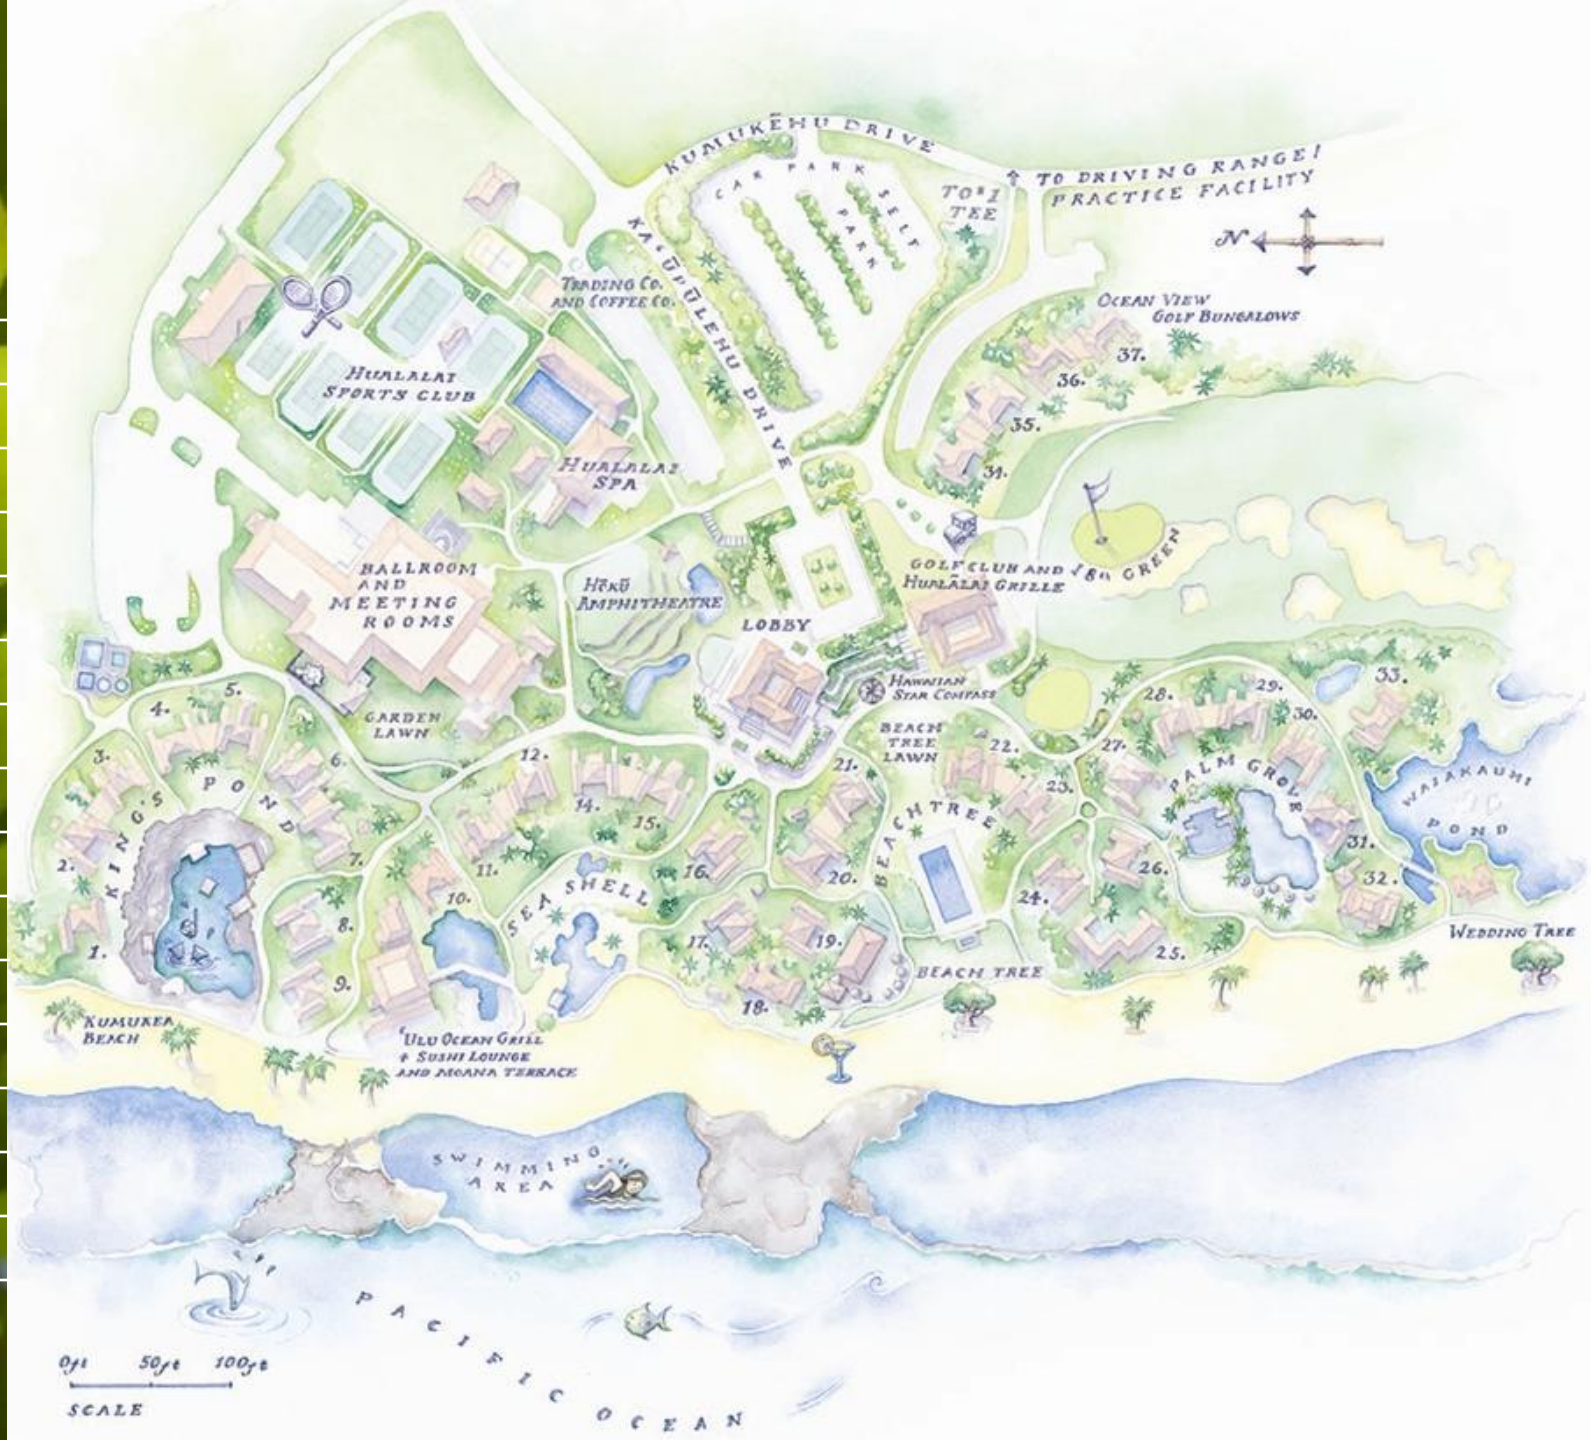 KUMUKĒHU DRIVE
CAR PARK
SELF
PARK
TO #1
TEE
↑ TO DRIVING RANGE/
PRACTICE FACILITY
N
KA'ŪPŪLEHU DRIVE
TRADING CO.
AND COFFEE CO.
OCEAN VIEW
GOLF BUNGALOWS
37.
36.
35.
34.
HUALALAI
SPORTS CLUB
HUALALAI
SPA
GOLF CLUB AND
HUALĀLAI GRILLE
18th GREEN
BALLROOM
AND
MEETING
ROOMS
HŌKŪ
AMPHITHEATRE
LOBBY
HAWAIIAN
STAR COMPASS
GARDEN
LAWN
BEACH
TREE
LAWN
KING'S POND
1.
2.
3.
4.
5.
6.
7.
8.
9.
10.
11.
12.
14.
15.
SEA SHELL
16.
17.
18.
19.
20.
21.
BEACHTREE
22.
23.
24.
25.
26.
27.
28.
29.
30.
PALM GROVE
31.
32.
33.
WAIAKAUHI
POND
WEDDING TREE
BEACH TREE
KUMUKEA
BEACH
'ULU OCEAN GRILL
+ SUSHI LOUNGE
AND MOANA TERRACE
SWIMMING
AREA
PACIFIC OCEAN
0ft 50ft 100ft
SCALE